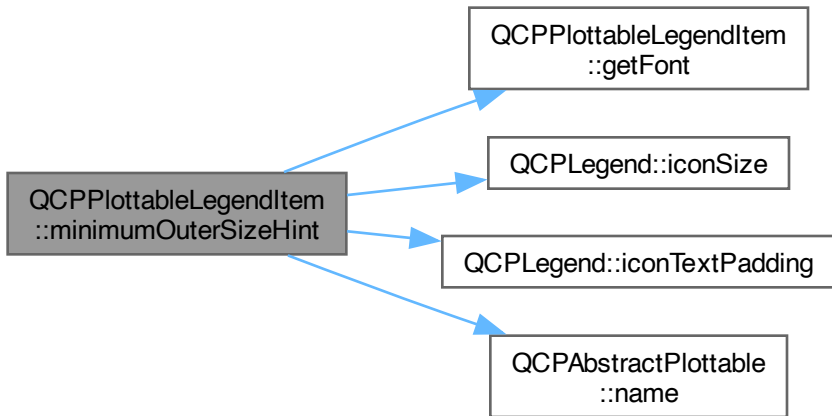 QCPPlottableLegendItem
::minimumOuterSizeHint
QCPPlottableLegendItem
::getFont
QCPLegend::iconSize
QCPLegend::iconTextPadding
QCPAbstractPlottable
::name